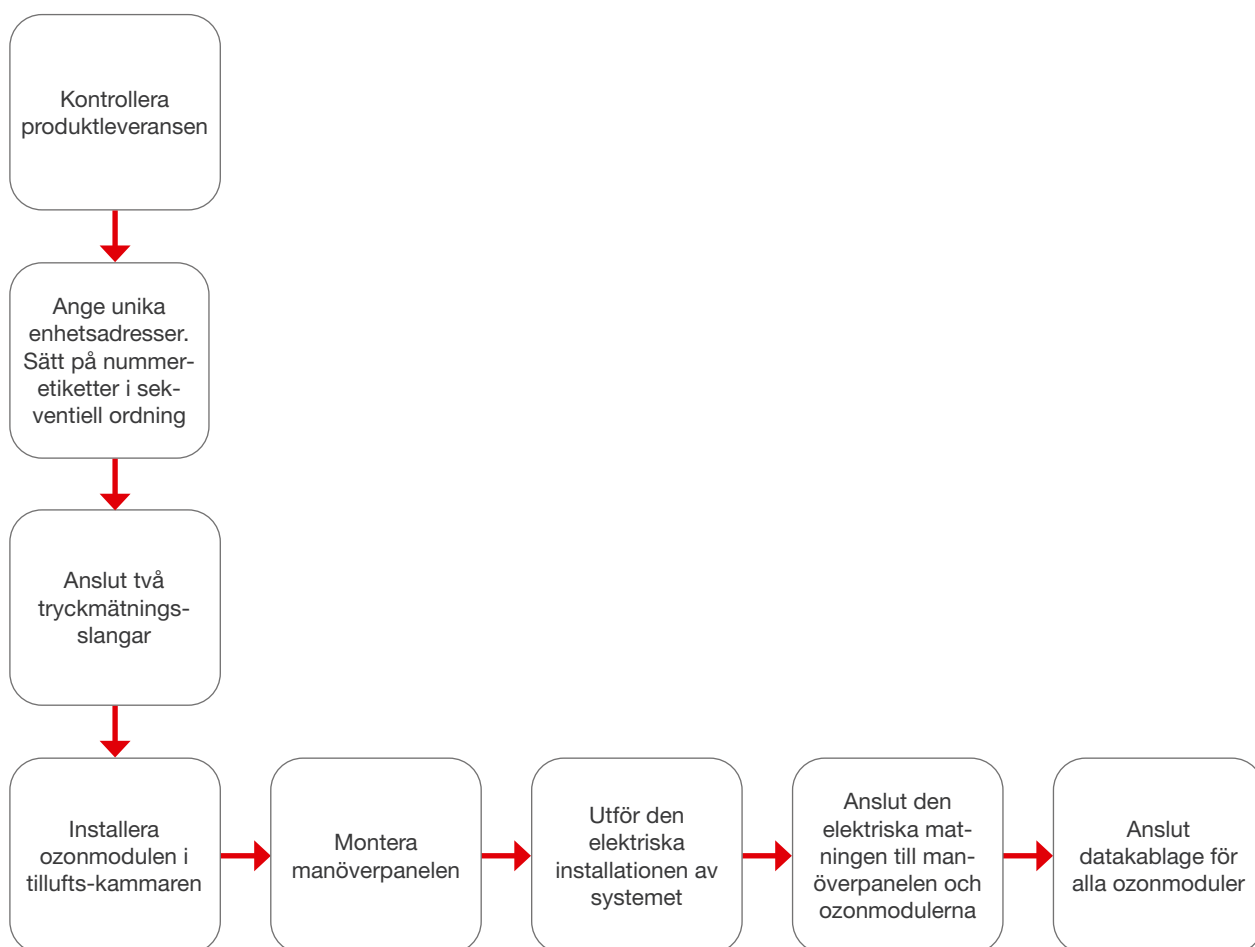 Kontrollera
produktleveransen
Ange unika
enhetsadresser.
Sätt på nummer-
etiketter i sek-
ventiell ordning
Anslut två
tryckmätnings-
slangar
Installera
ozonmodulen i
tillufts-kammaren
Montera
manöverpanelen
Utför den
elektriska
installationen av
systemet
Anslut den
elektriska mat-
ningen till man-
överpanelen och
ozonmodulerna
Anslut
datakablage för
alla ozonmoduler